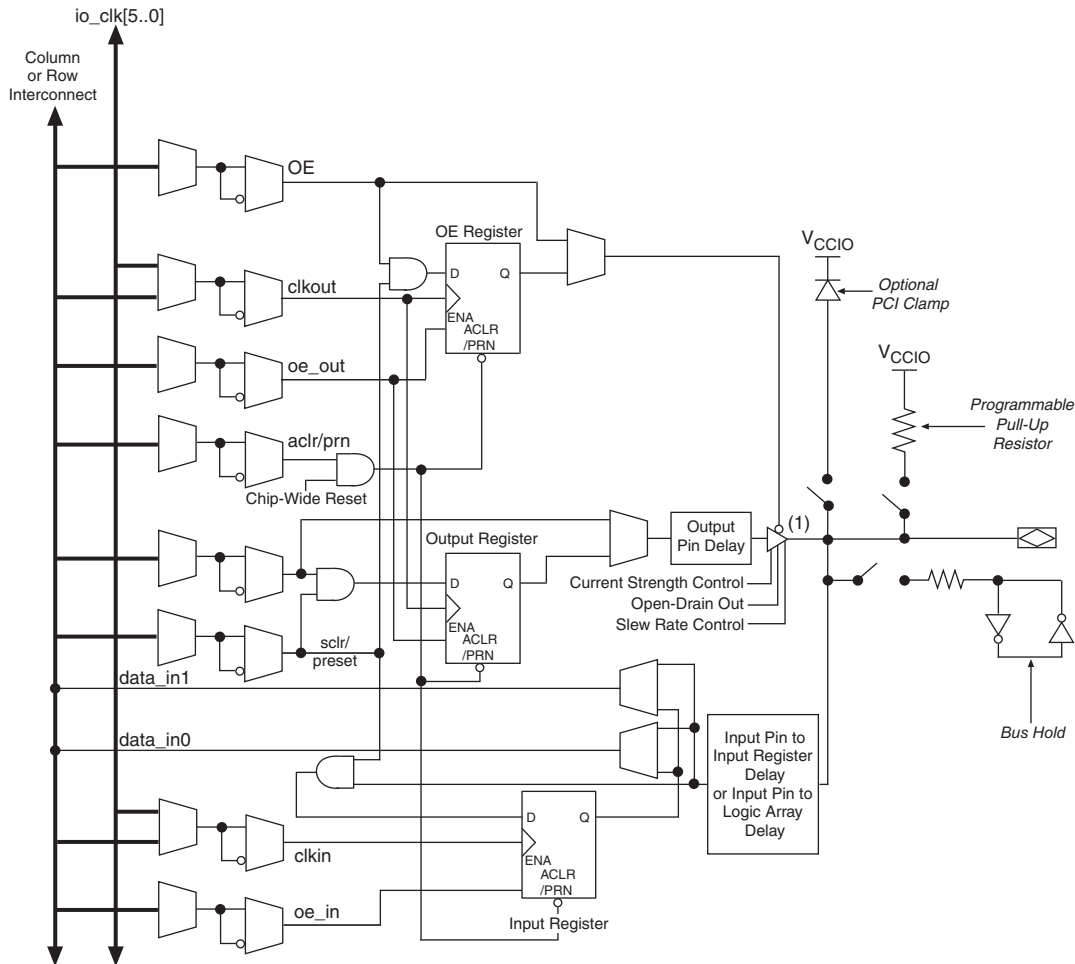 io_clk[5..0]
Column
or Row
Interconnect
OE
OE Register
D Q
ENA
ACLR
/PRN
clkout
oe_out
aclr/prn
Chip-Wide Reset
VCCIO
Optional
PCI Clamp
VCCIO
Programmable
Pull-Up
Resistor
Output Register
D Q
ENA
ACLR
/PRN
Output
Pin Delay
(1)
Current Strength Control
Open-Drain Out
Slew Rate Control
sclr/
preset
data_in1
data_in0
Bus Hold
Input Pin to
Input Register
Delay
or Input Pin to
Logic Array
Delay
D Q
ENA
ACLR
/PRN
clkin
oe_in
Input Register